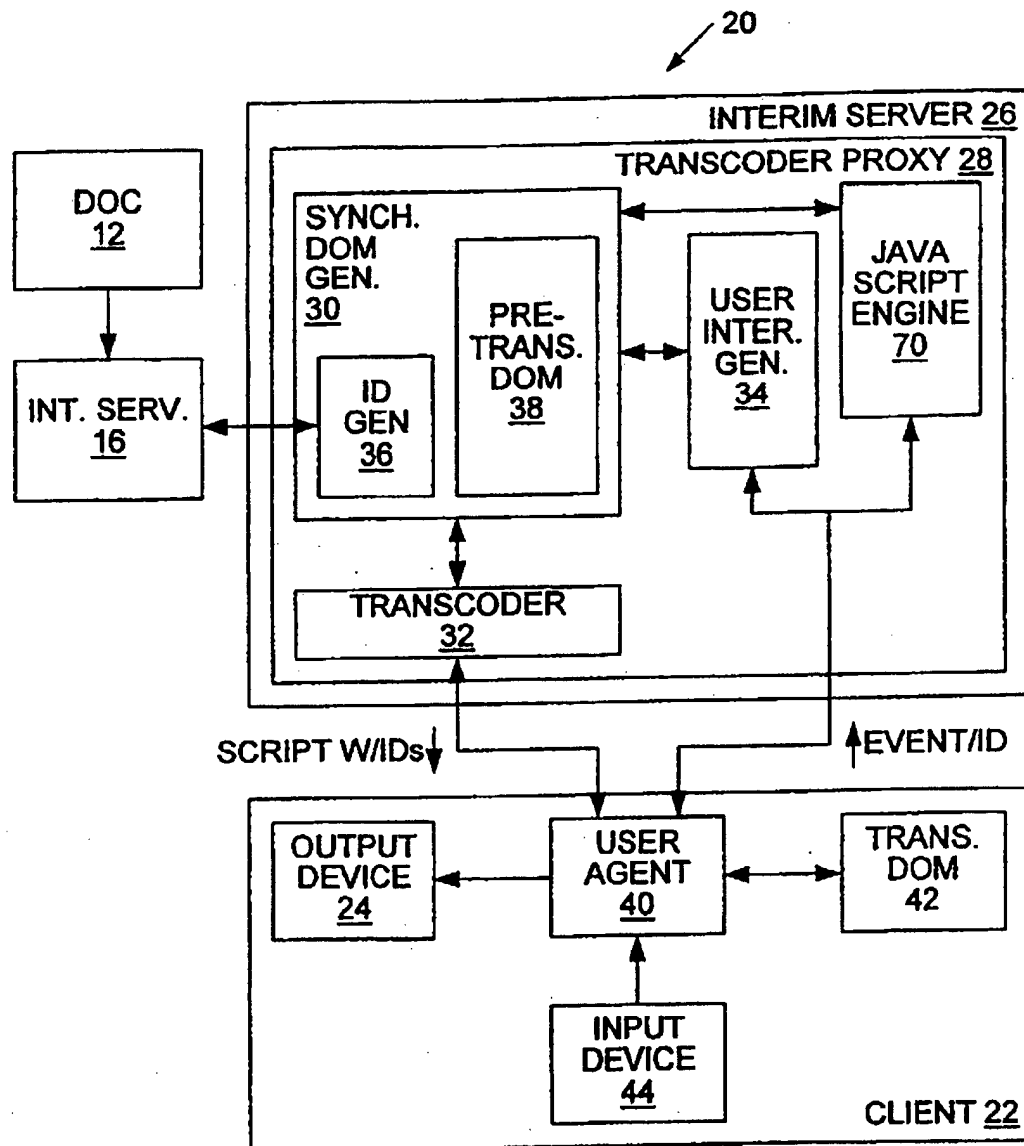 20
INTERIM SERVER 26
TRANSCODER PROXY 28
DOC
12
INT. SERV.
16
SYNCH.
DOM
GEN.
30
ID
GEN
36
PRE-
TRANS.
DOM
38
USER
INTER.
GEN.
34
JAVA
SCRIPT
ENGINE
70
TRANSCODER
32
SCRIPT W/IDs
EVENT/ID
OUTPUT
DEVICE
24
USER
AGENT
40
TRANS.
DOM
42
INPUT
DEVICE
44
CLIENT 22